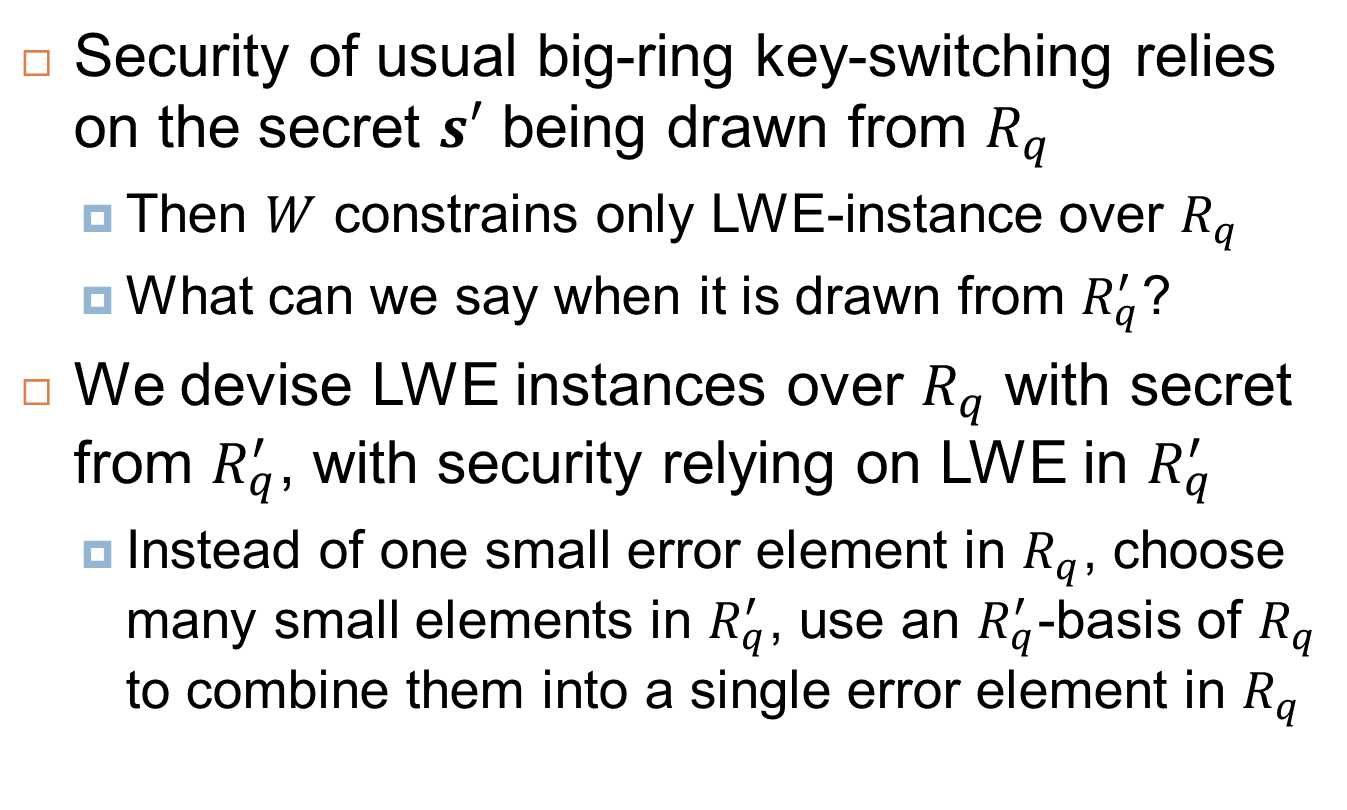 Security of usual big-ring key-switching relies
on the secret s′ being drawn from R_q
Then W constrains only LWE-instance over R_q
What can we say when it is drawn from R′_q?
We devise LWE instances over R_q with secret
from R′_q, with security relying on LWE in R′_q
Instead of one small error element in R_q, choose
many small elements in R′_q, use an R′_q-basis of R_q
to combine them into a single error element in R_q